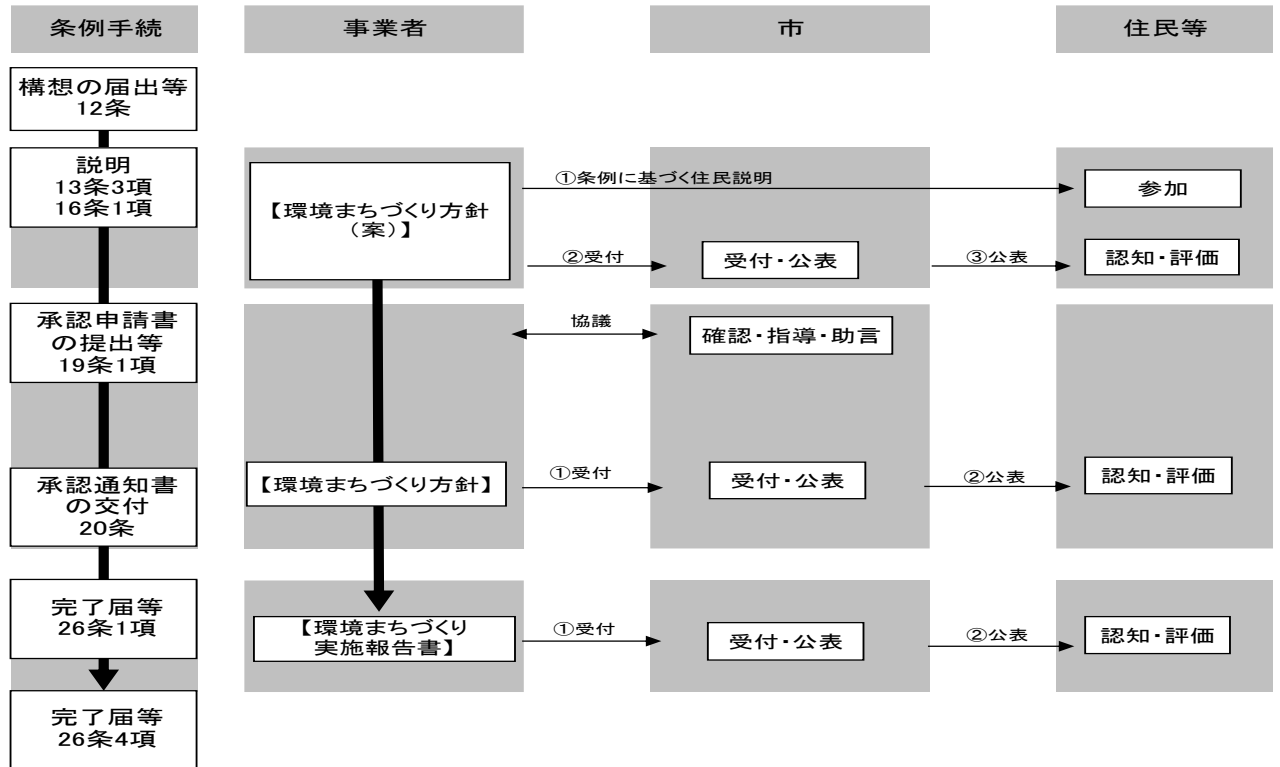 条例手続
事業者
市
住民等
構想の届出等
12条
説明
13条3項
16条1項
【環境まちづくり方針
(案)】
①条例に基づく住民説明
参加
②受付
受付・公表
③公表
認知・評価
承認申請書
の提出等
19条1項
協議
確認・指導・助言
承認通知書
の交付
20条
【環境まちづくり方針】
①受付
受付・公表
②公表
認知・評価
完了届等
26条1項
【環境まちづくり
実施報告書】
①受付
受付・公表
②公表
認知・評価
完了届等
26条4項